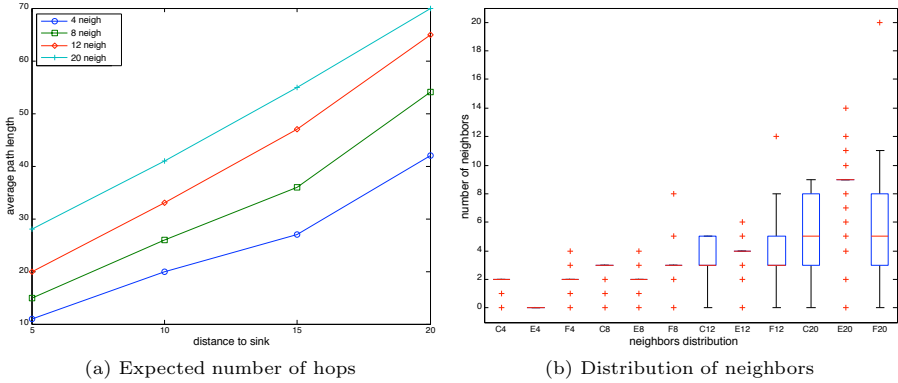 70
60
50
40
30
20
10
average path length
4 neigh
8 neigh
12 neigh
20 neigh
5 10 15 20
distance to sink
(a) Expected number of hops
20
18
16
14
12
10
8
6
4
2
0
number of neighbors
C4 E4 F4 C8 E8 F8 C12 E12 F12 C20 E20 F20
neighbors distribution
(b) Distribution of neighbors